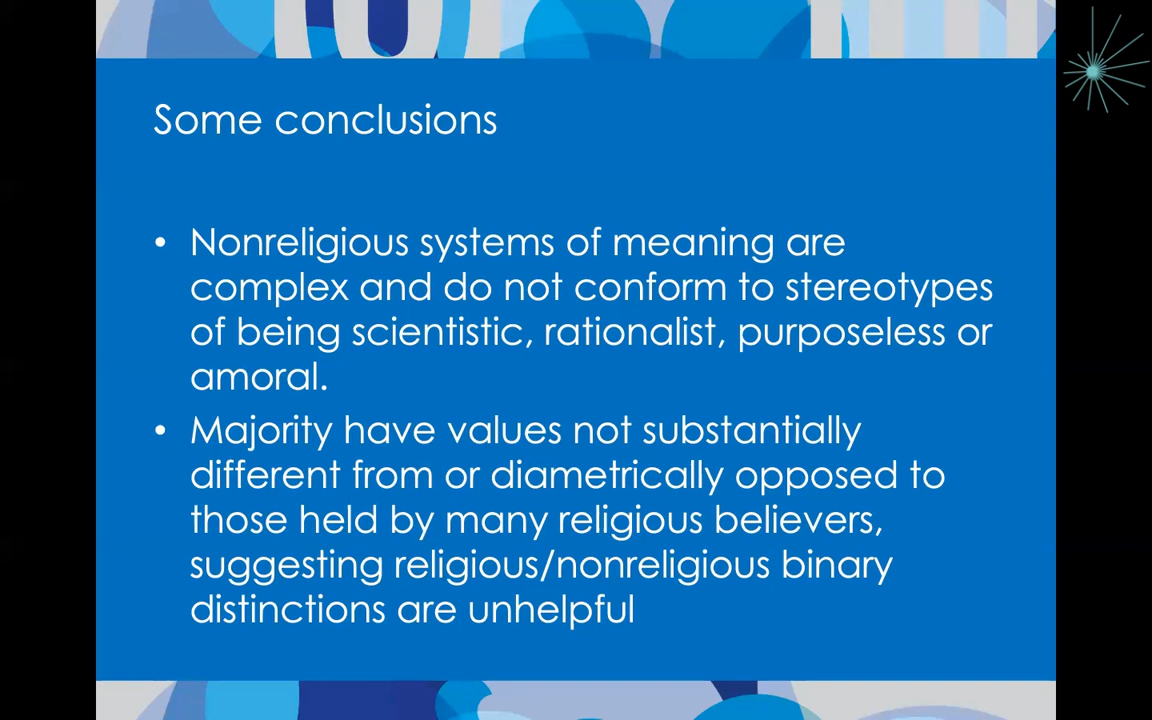 Some conclusions
• Nonreligious systems of meaning are
complex and do not conform to stereotypes
of being scientistic, rationalist, purposeless or
amoral.
• Majority have values not substantially
different from or diametrically opposed to
those held by many religious believers,
suggesting religious/nonreligious binary
distinctions are unhelpful